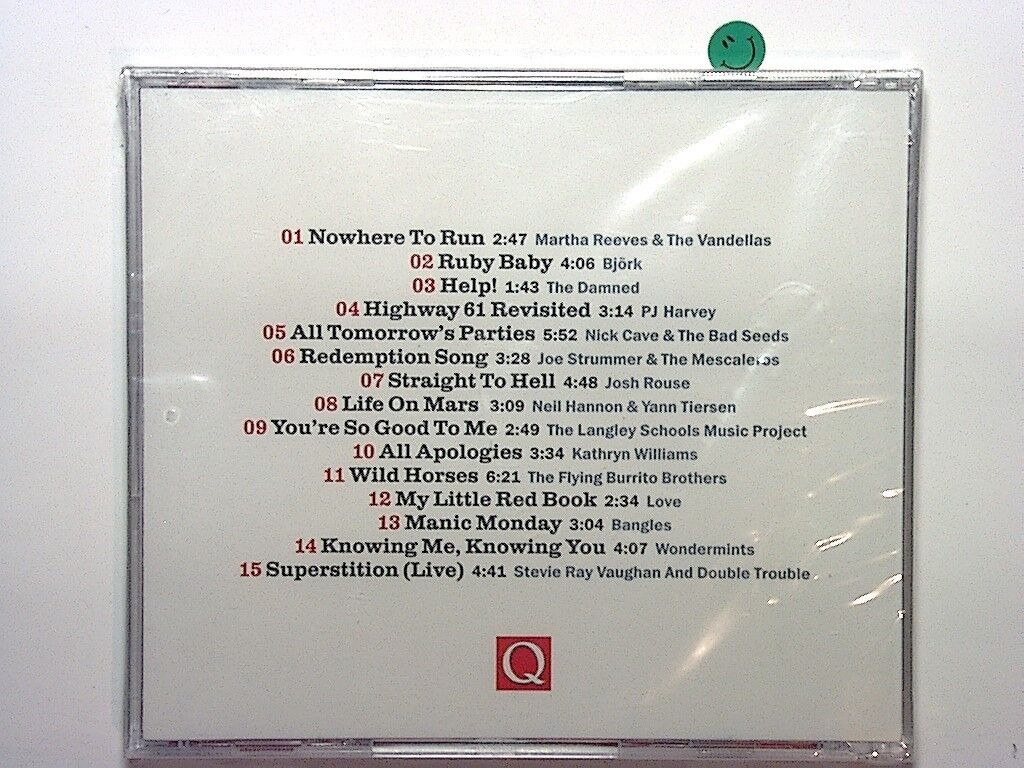 01 Nowhere To Run 2:47 Martha Reeves & The Vandellas
02 Ruby Baby 4:06 Björk
03 Help! 1:43 The Damned
04 Highway 61 Revisited 3:14 PJ Harvey
05 All Tomorrow's Parties 5:52 Nick Cave & The Bad Seeds
06 Redemption Song 3:28 Joe Strummer & The Mescaleros
07 Straight To Hell 4:48 Josh Rouse
08 Life On Mars 3:09 Neil Hannon & Yann Tiersen
09 You're So Good To Me 2:49 The Langley Schools Music Project
10 All Apologies 3:34 Kathryn Williams
11 Wild Horses 6:21 The Flying Burrito Brothers
12 My Little Red Book 2:34 Love
13 Manic Monday 3:04 Bangles
14 Knowing Me, Knowing You 4:07 Wondermints
15 Superstition (Live) 4:41 Stevie Ray Vaughan And Double Trouble
Q